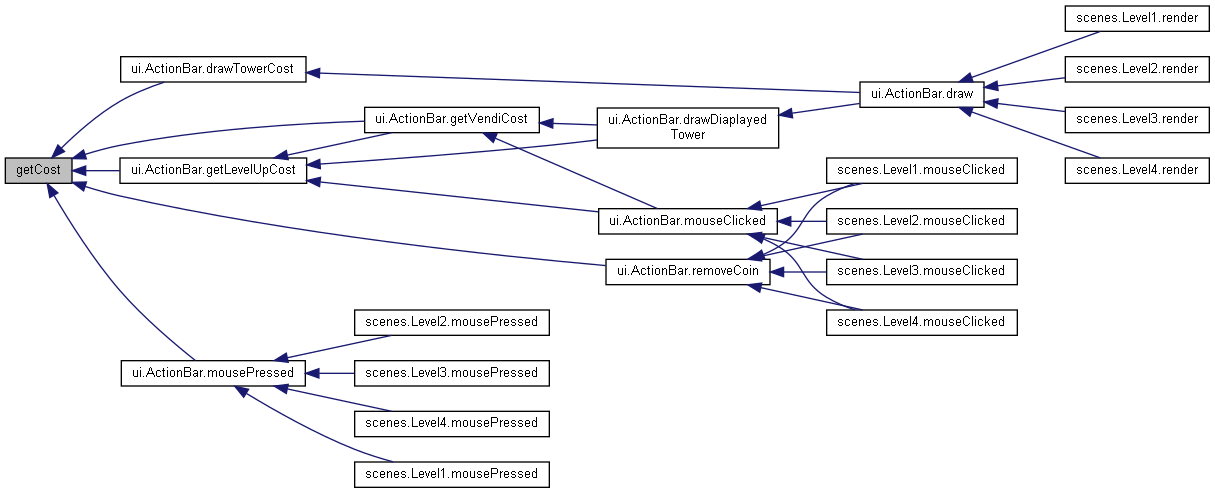 getCost
ui.ActionBar.drawTowerCost
ui.ActionBar.getVendiCost
ui.ActionBar.getLevelUpCost
ui.ActionBar.drawDiaplayed
Tower
ui.ActionBar.draw
scenes.Level1.render
scenes.Level2.render
scenes.Level3.render
scenes.Level4.render
ui.ActionBar.mouseClicked
ui.ActionBar.removeCoin
scenes.Level1.mouseClicked
scenes.Level2.mouseClicked
scenes.Level3.mouseClicked
scenes.Level4.mouseClicked
ui.ActionBar.mousePressed
scenes.Level2.mousePressed
scenes.Level3.mousePressed
scenes.Level4.mousePressed
scenes.Level1.mousePressed